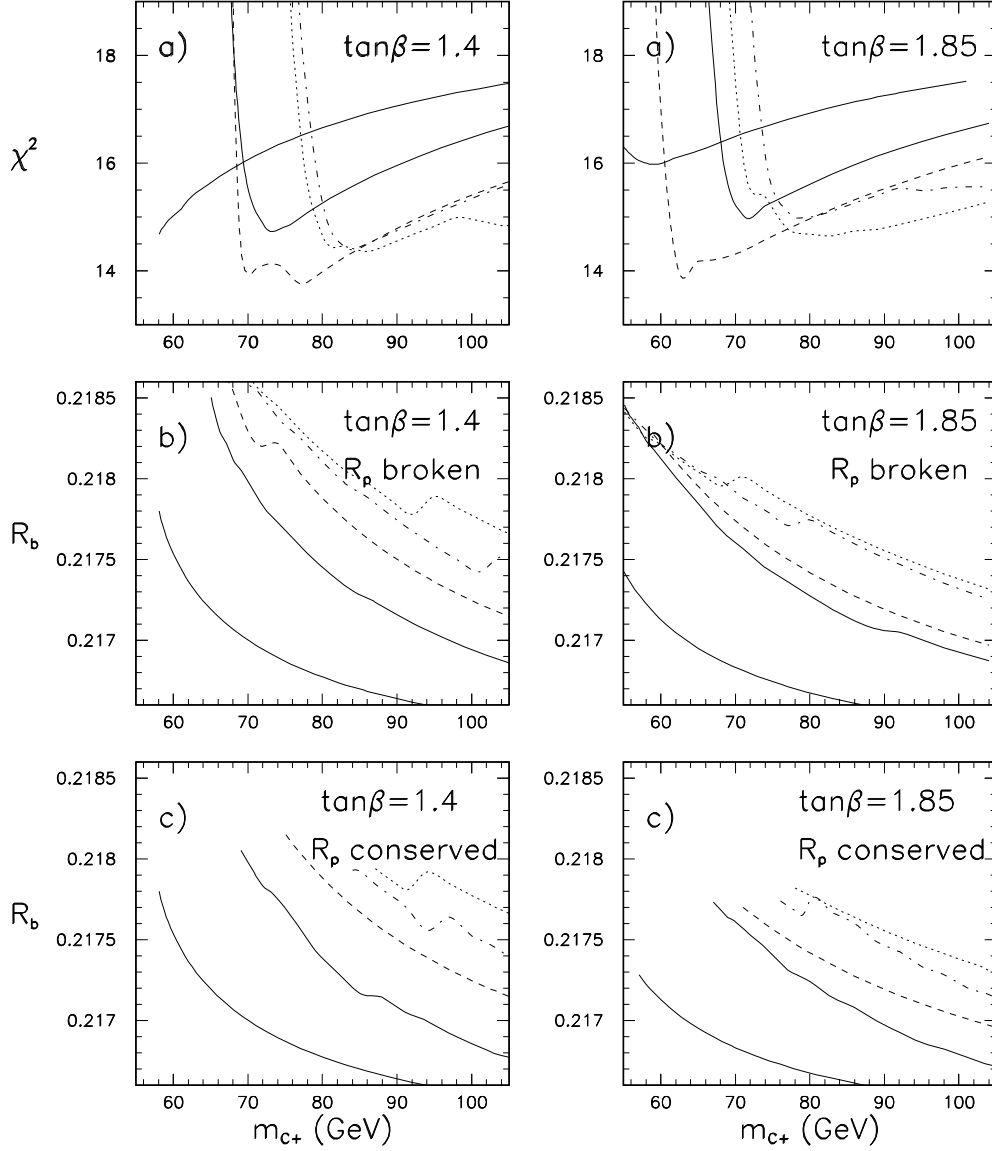 a) tanβ=1.4
18
17
16
15
14
χ²
60 70 80 90 100
a) tanβ=1.85
18
17
16
15
14
60 70 80 90 100
b) tanβ=1.4
R_p broken
0.2185
0.218
0.2175
0.217
R_b
60 70 80 90 100
b) tanβ=1.85
R_p broken
0.2185
0.218
0.2175
0.217
60 70 80 90 100
c) tanβ=1.4
R_p conserved
0.2185
0.218
0.2175
0.217
R_b
60 70 80 90 100
m_C+ (GeV)
c) tanβ=1.85
R_p conserved
0.2185
0.218
0.2175
0.217
60 70 80 90 100
m_C+ (GeV)